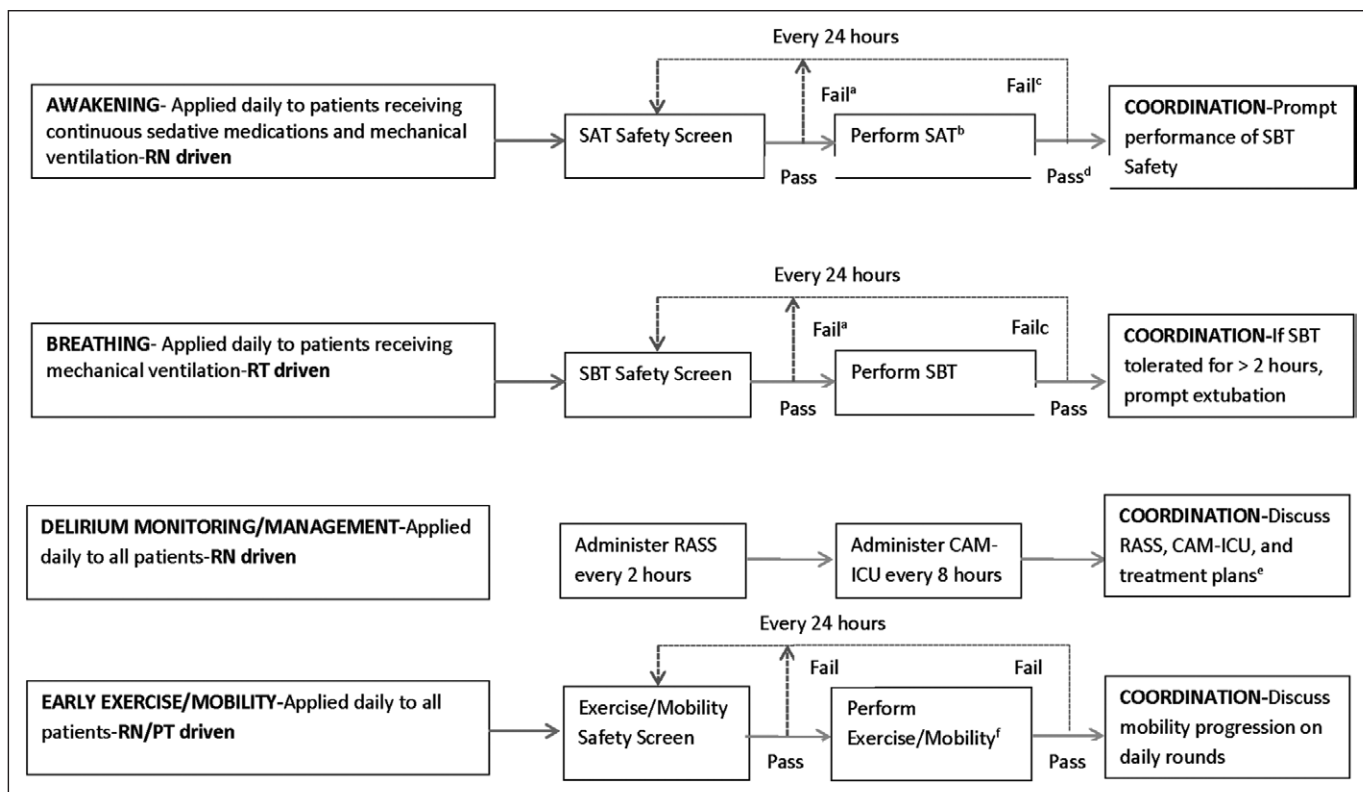 Every 24 hours
AWAKENING- Applied daily to patients receiving
continuous sedative medications and mechanical
ventilation-RN driven
SAT Safety Screen
Failᵃ
Pass
Perform SATᵇ
Failᶜ
Passᵈ
COORDINATION-Prompt
performance of SBT
Safety
Every 24 hours
BREATHING- Applied daily to patients receiving
mechanical ventilation-RT driven
SBT Safety Screen
Failᵃ
Pass
Perform SBT
Failc
Pass
COORDINATION-If SBT
tolerated for > 2 hours,
prompt extubation
DELIRIUM MONITORING/MANAGEMENT-Applied
daily to all patients-RN driven
Administer RASS
every 2 hours
Administer CAM-
ICU every 8 hours
COORDINATION-Discuss
RASS, CAM-ICU, and
treatment plansᵉ
Every 24 hours
EARLY EXERCISE/MOBILITY-Applied daily to all
patients-RN/PT driven
Exercise/Mobility
Safety Screen
Fail
Pass
Perform
Exercise/Mobilityᶠ
Fail
Pass
COORDINATION-Discuss
mobility progression on
daily rounds